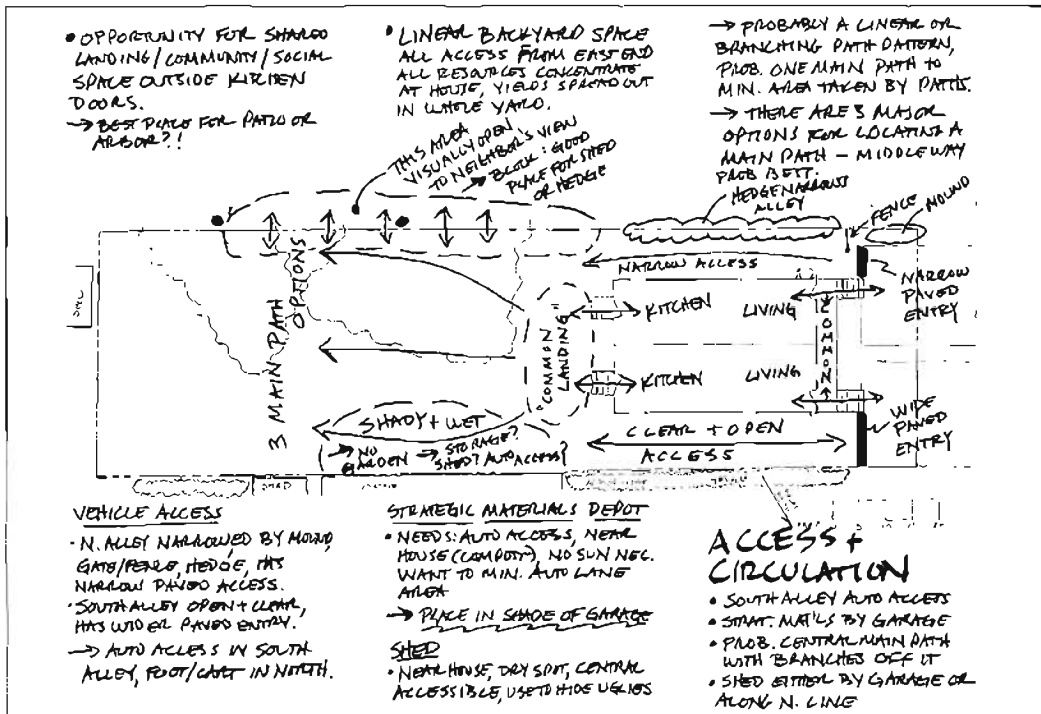 • OPPORTUNITY FOR SHARED
LANDING/COMMUNITY/SOCIAL
SPACE OUTSIDE KITCHEN
DOORS.
→ BEST PLACE FOR PATIO OR
ARBOR?!
• LINEAR BACKYARD SPACE
ALL ACCESS FROM EAST END
ALL RESOURCES CONCENTRATE
AT HOUSE, YIELDS SPREAD OUT
IN WHOLE YARD.
→ PROBABLY A LINEAR OR
BRANCHING PATH PATTERN,
PROB. ONE MAIN PATH TO
MIN. AREA TAKEN BY PATHS.
→ THERE ARE 3 MAJOR
OPTIONS FOR LOCATING A
MAIN PATH – MIDDLE WAY
PROB BETT.
THIS AREA
VISUALLY OPEN
TO NEIGHBOR'S VIEW
→ BLOCK: GOOD
PLACE FOR SHED
OR HEDGE
HEDGE NARROWS
ALLEY
FENCE
MOUND
NARROW ACCESS
NARROW
PAVED
ENTRY
SHED
3 MAIN PATH
OPTIONS
"COMMON
LANDING"
KITCHEN
LIVING
COMMON
KITCHEN
LIVING
WIDE
PAVED
ENTRY
SHADY + WET
→ NO
GARDEN
→ STORAGE?
SHED? AUTO ACCESS?
CLEAR + OPEN
ACCESS
SHED
VEHICLE ACCESS
• N. ALLEY NARROWED BY MOUND,
GATE/FENCE, HEDGE, HAS
NARROW PAVED ACCESS.
• SOUTH ALLEY OPEN + CLEAR,
HAS WIDER PAVED ENTRY.
→ AUTO ACCESS IN SOUTH
ALLEY, FOOT/CART IN NORTH.
STRATEGIC MATERIALS DEPOT
• NEEDS: AUTO ACCESS, NEAR
HOUSE (COMPOST), NO SUN NEC.
WANT TO MIN. AUTO LANE
AREA
→ PLACE IN SHADE OF GARAGE
SHED
• NEAR HOUSE, DRY SPOT, CENTRAL
ACCESSIBLE, USE TO HIDE UGLIES
ACCESS +
CIRCULATION
• SOUTH ALLEY AUTO ACCESS
• STRAT. MAT'LS BY GARAGE
• PROB. CENTRAL MAIN PATH
WITH BRANCHES OFF IT
• SHED EITHER BY GARAGE OR
ALONG N. LINE